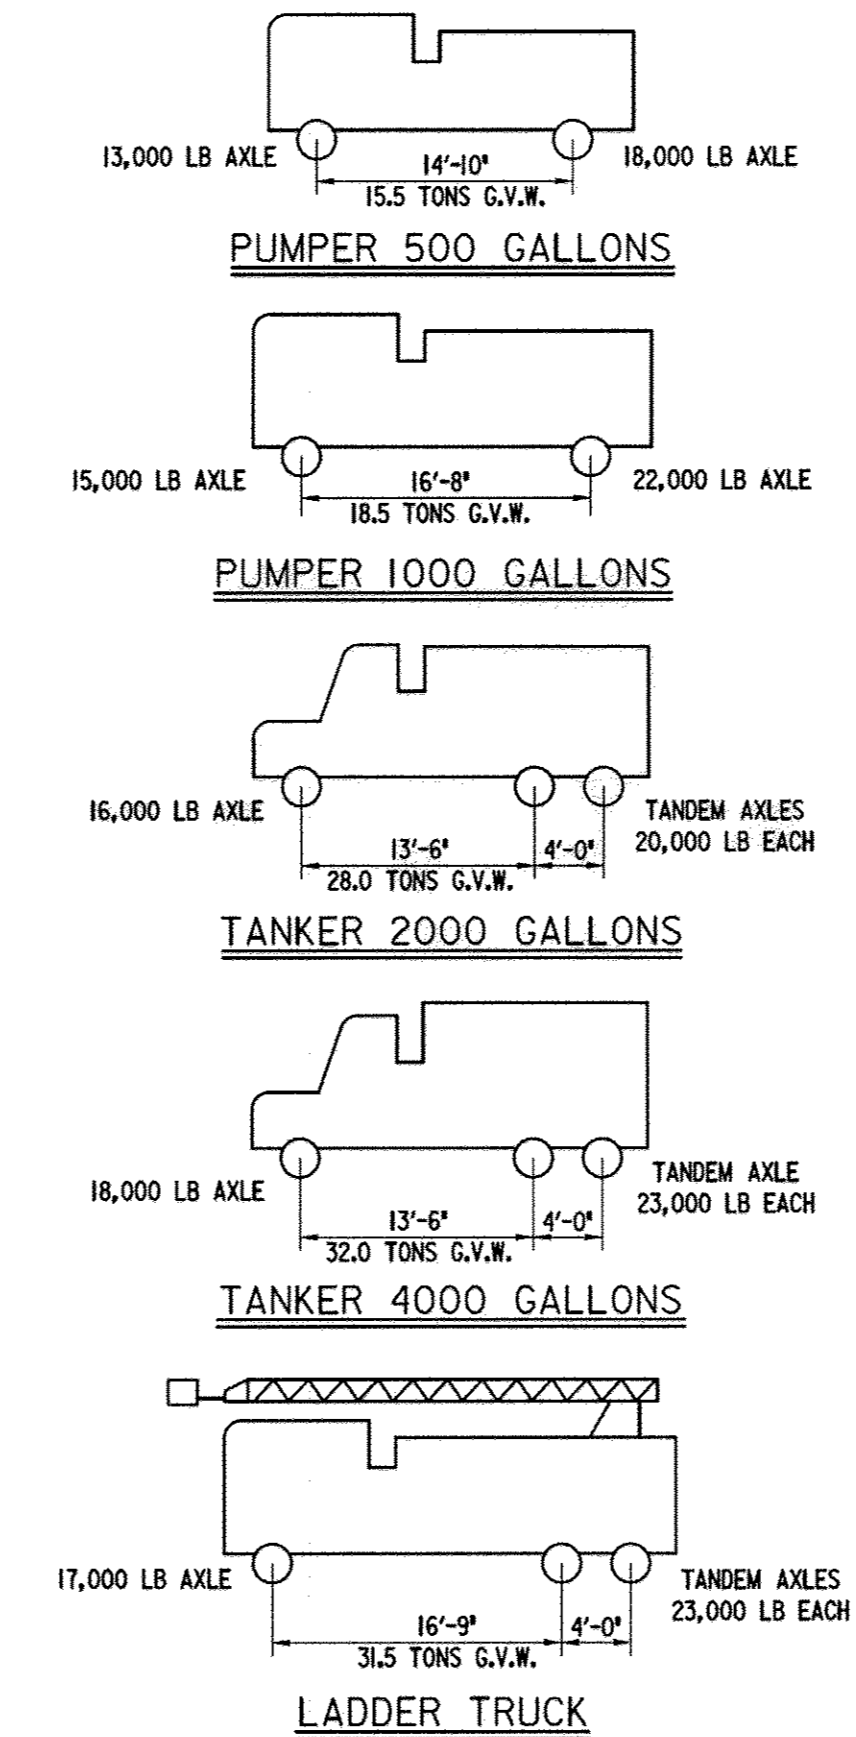 13,000 LB AXLE
18,000 LB AXLE
14'-10"
15.5 TONS G.V.W.
PUMPER 500 GALLONS
15,000 LB AXLE
22,000 LB AXLE
16'-8"
18.5 TONS G.V.W.
PUMPER 1000 GALLONS
16,000 LB AXLE
TANDEM AXLES
20,000 LB EACH
13'-6"
4'-0"
28.0 TONS G.V.W.
TANKER 2000 GALLONS
18,000 LB AXLE
TANDEM AXLE
23,000 LB EACH
13'-6"
4'-0"
32.0 TONS G.V.W.
TANKER 4000 GALLONS
17,000 LB AXLE
TANDEM AXLES
23,000 LB EACH
16'-9"
4'-0"
31.5 TONS G.V.W.
LADDER TRUCK